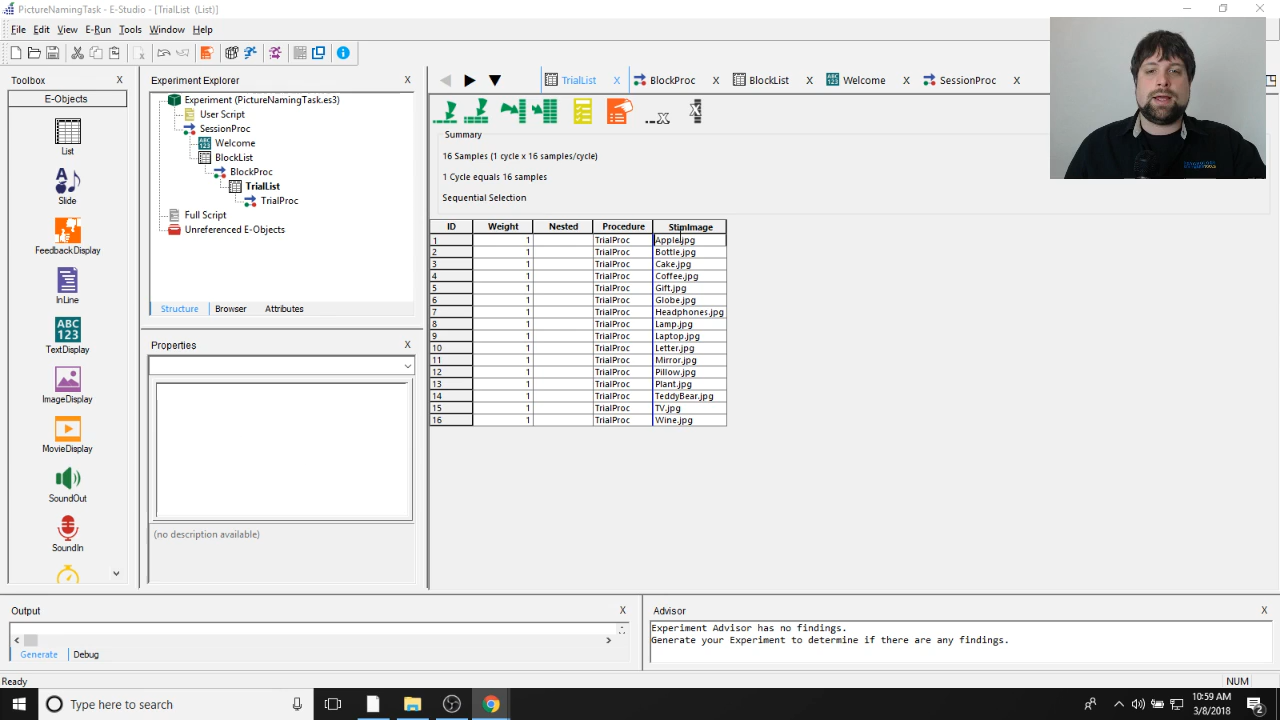 PictureNamingTask - E-Studio - [TrialList (List)]
File Edit View E-Run Tools Window Help
Toolbox X
E-Objects
List
Slide
FeedbackDisplay
InLine
ABC
123
TextDisplay
ImageDisplay
MovieDisplay
SoundOut
SoundIn
Experiment Explorer X
Experiment (PictureNamingTask.es3)
User Script
SessionProc
Welcome
BlockList
BlockProc
TrialList
TrialProc
Full Script
Unreferenced E-Objects
Structure Browser Attributes
Properties X
(no description available)
TrialList X BlockProc X BlockList X Welcome X SessionProc X
Summary
16 Samples (1 cycle x 16 samples/cycle)
1 Cycle equals 16 samples
Sequential Selection
ID Weight Nested Procedure StimImage
1 1 TrialProc Apple.jpg
2 1 TrialProc Bottle.jpg
3 1 TrialProc Cake.jpg
4 1 TrialProc Coffee.jpg
5 1 TrialProc Gift.jpg
6 1 TrialProc Globe.jpg
7 1 TrialProc Headphones.jpg
8 1 TrialProc Lamp.jpg
9 1 TrialProc Laptop.jpg
10 1 TrialProc Letter.jpg
11 1 TrialProc Mirror.jpg
12 1 TrialProc Pillow.jpg
13 1 TrialProc Plant.jpg
14 1 TrialProc TeddyBear.jpg
15 1 TrialProc TV.jpg
16 1 TrialProc Wine.jpg
Output X
Generate Debug
Advisor X
Experiment Advisor has no findings.
Generate your Experiment to determine if there are any findings.
Ready NUM
Type here to search
10:59 AM
3/8/2018
2